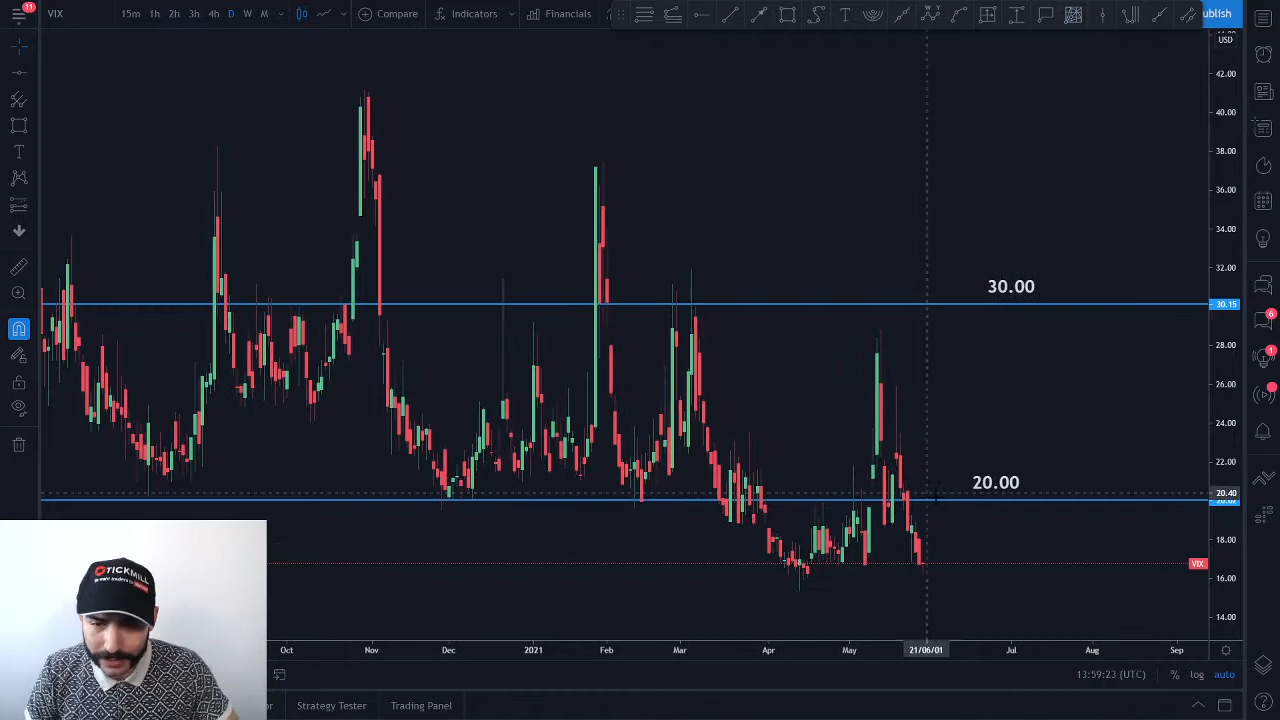 11
VIX
15m 1h 2h 3h 4h D W M
Compare
Indicators
Financials
T
W Y
blish
USD
42.00
40.00
38.00
36.00
34.00
32.00
30.00
30.15
28.00
26.00
24.00
22.00
20.00
20.40
18.00
VIX
16.00
14.00
6
1
TICKMILL
Oct Nov Dec 2021 Feb Mar Apr May 21/06/01 Jul Aug Sep
13:59:23 (UTC) % log auto
Strategy Tester
Trading Panel